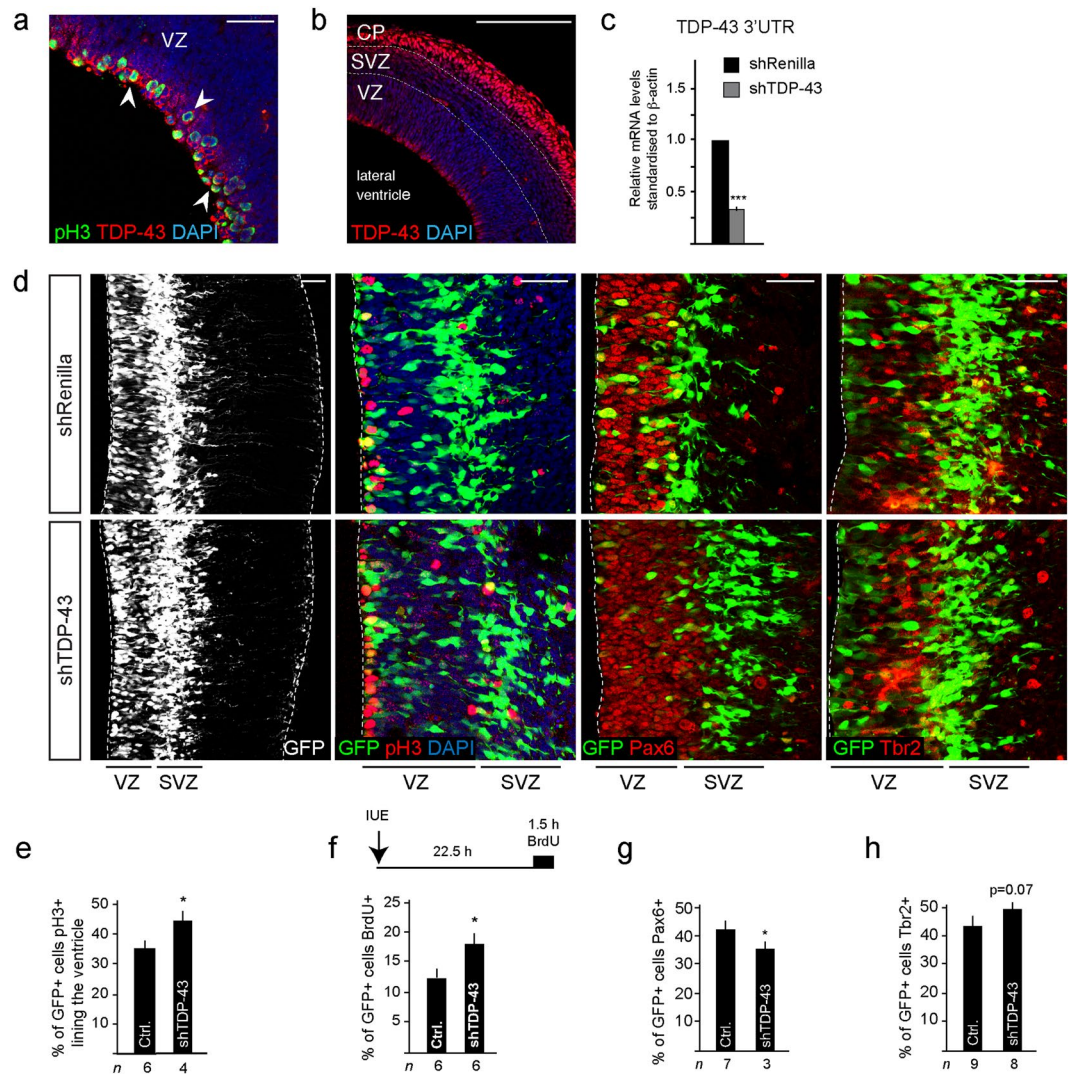 a
VZ
pH3 TDP-43 DAPI
b
CP
SVZ
VZ
lateral
ventricle
TDP-43 DAPI
c
TDP-43 3'UTR
shRenilla
shTDP-43
Relative mRNA levels
standardised to β-actin
1.5
1.0
0.5
***
d
shRenilla
shTDP-43
GFP
GFP pH3 DAPI
GFP Pax6
GFP Tbr2
VZ SVZ
VZ SVZ
VZ SVZ
VZ SVZ
e
% of GFP+ cells pH3+
lining the ventricle
50
40
30
20
10
*
Ctrl.
shTDP-43
n 6 4
f
IUE
22.5 h
1.5 h
BrdU
% of GFP+ cells BrdU+
25
20
15
10
5
*
Ctrl.
shTDP-43
n 6 6
g
% of GFP+ cells Pax6+
50
40
30
20
10
*
Ctrl.
shTDP-43
n 7 3
h
% of GFP+ cells Tbr2+
50
40
30
20
10
p=0.07
Ctrl.
shTDP-43
n 9 8